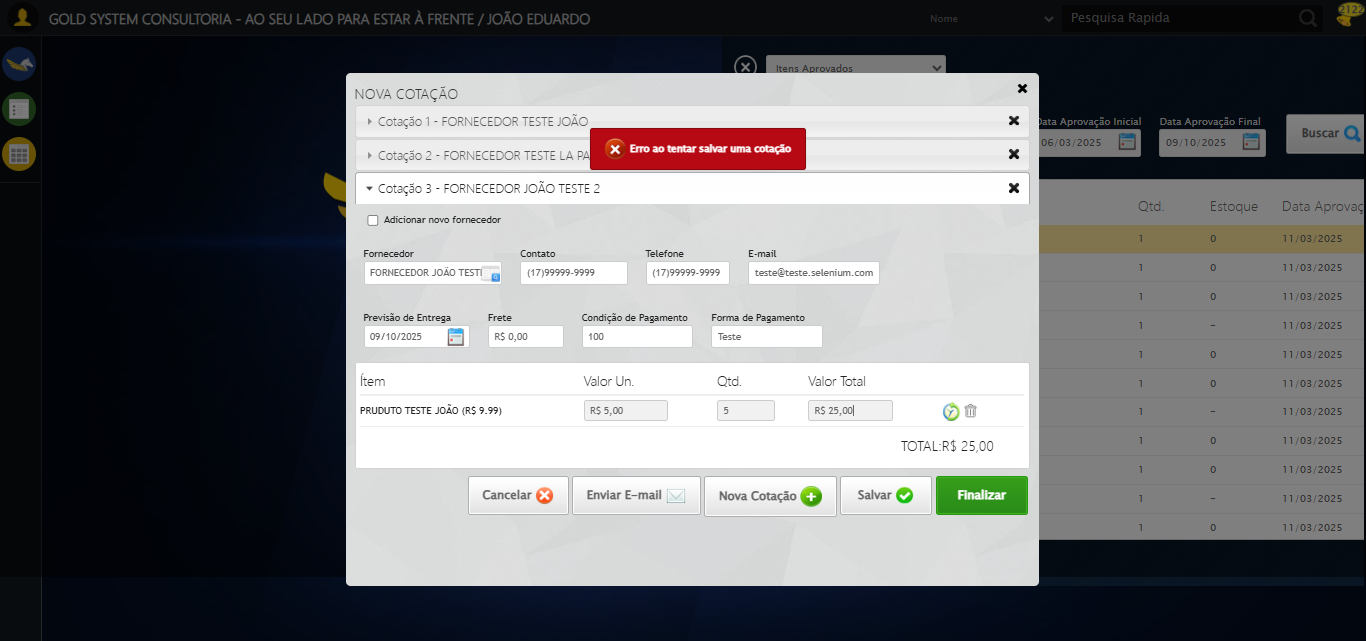 GOLD SYSTEM CONSULTORIA - AO SEU LADO PARA ESTAR À FRENTE / JOÃO EDUARDO
Nome
Pesquisa Rapida
2122
Itens Aprovados
NOVA COTAÇÃO
Cotação 1 - FORNECEDOR TESTE JOÃO
Data Aprovação Inicial
Data Aprovação Final
06/03/2025
09/10/2025
Buscar
Erro ao tentar salvar uma cotação
Cotação 2 - FORNECEDOR TESTE LA PA
Cotação 3 - FORNECEDOR JOÃO TESTE 2
Qtd.
Estoque
Data Aprovaç
Adicionar novo fornecedor
Fornecedor
Contato
Telefone
E-mail
FORNECEDOR JOÃO TESTE
(17)99999-9999
(17)99999-9999
teste@teste.selenium.com
Previsão de Entrega
Frete
Condição de Pagamento
Forma de Pagamento
09/10/2025
R$ 0,00
100
Teste
Ítem
Valor Un.
Qtd.
Valor Total
PRUDUTO TESTE JOÃO (R$ 9.99)
R$ 5,00
5
R$ 25,00
TOTAL:R$ 25,00
Cancelar
Enviar E-mail
Nova Cotação
Salvar
Finalizar
1 0 11/03/2025
1 0 11/03/2025
1 0 11/03/2025
1 - 11/03/2025
1 0 11/03/2025
1 0 11/03/2025
1 - 11/03/2025
1 0 11/03/2025
1 0 11/03/2025
1 - 11/03/2025
1 0 11/03/2025